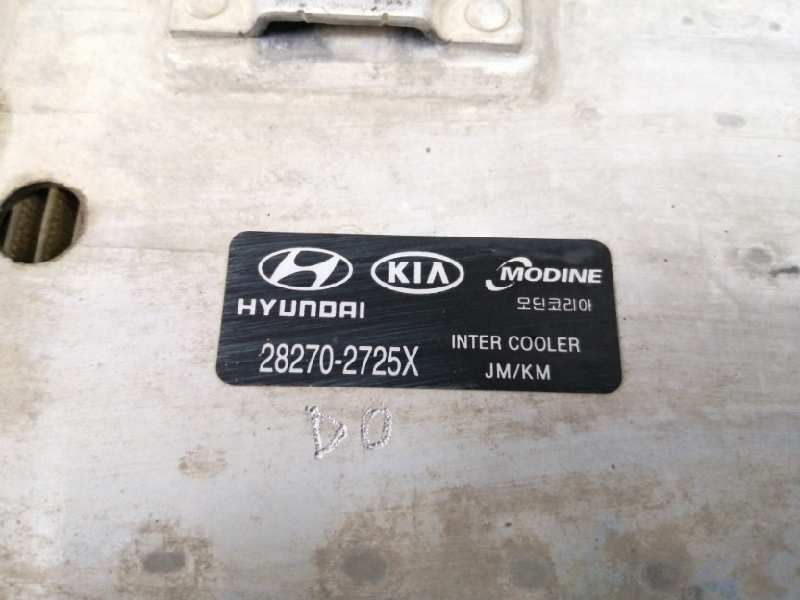 HYUNDAI
KIA
MODINE
모딘코리아
28270-2725X
INTER COOLER
JM/KM
DO